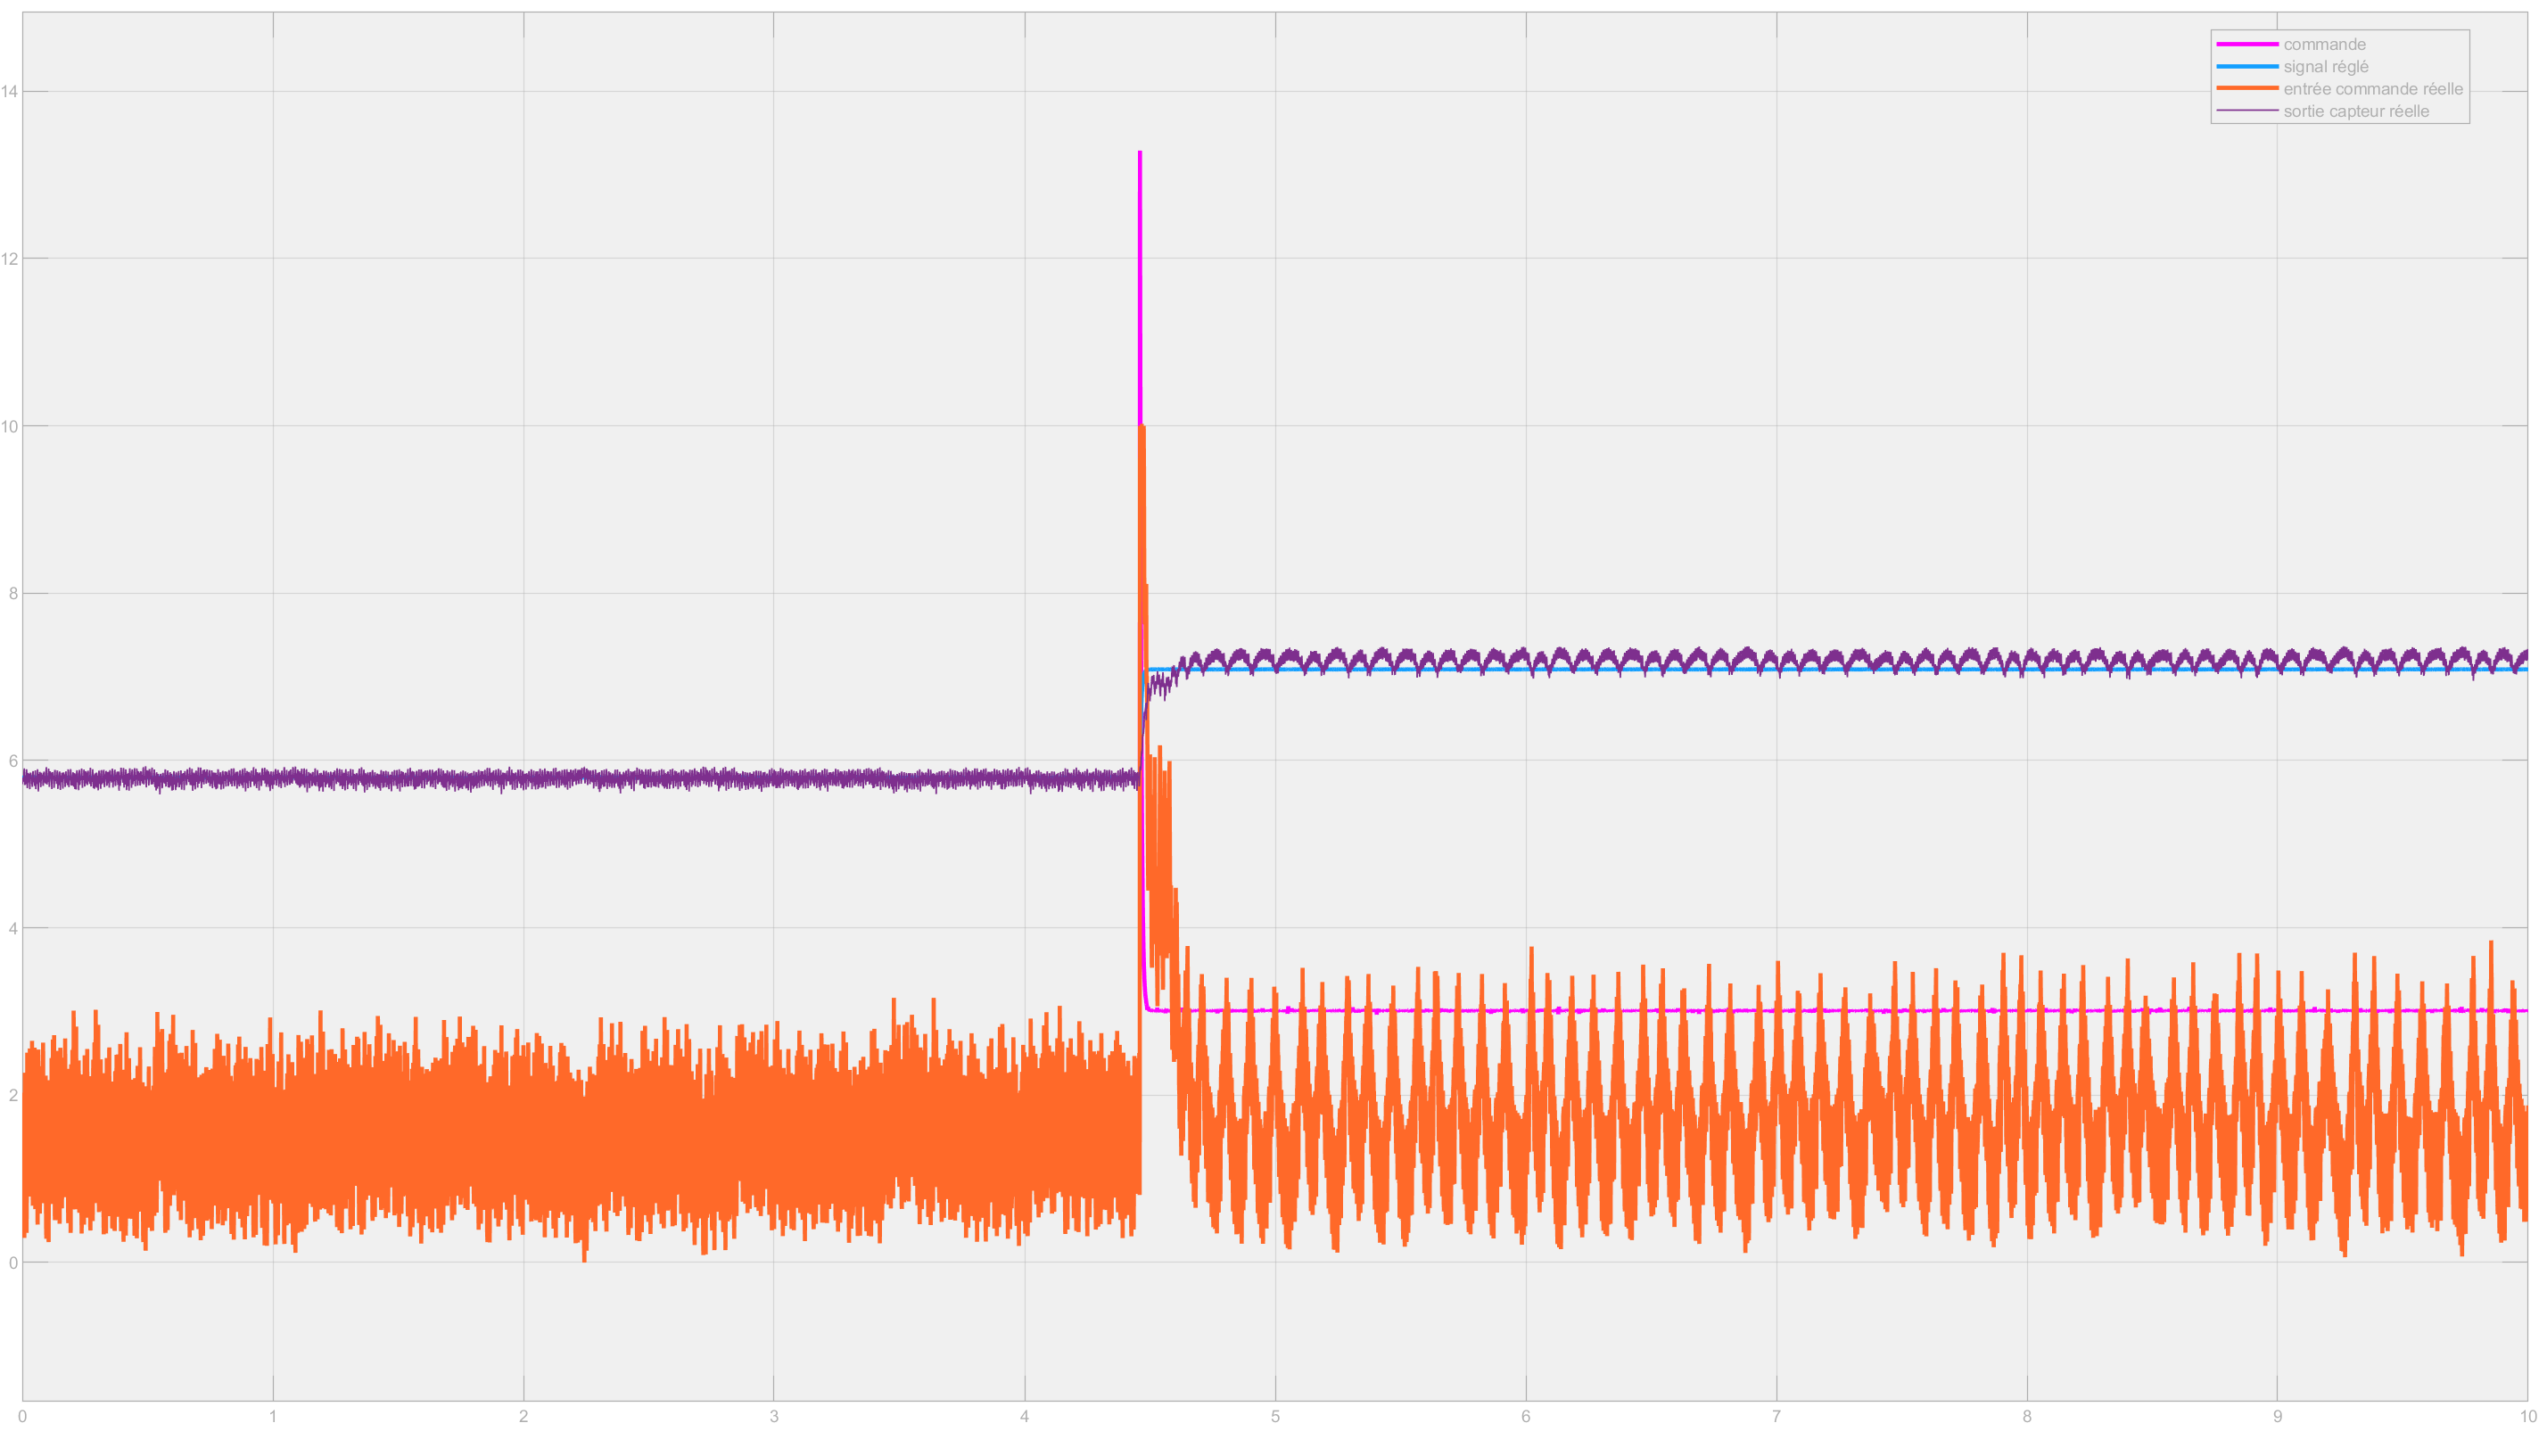 commande
signal réglé
entrée commande réelle
sortie capteur réelle
14
12
10
8
6
4
2
0
0 1 2 3 4 5 6 7 8 9 10